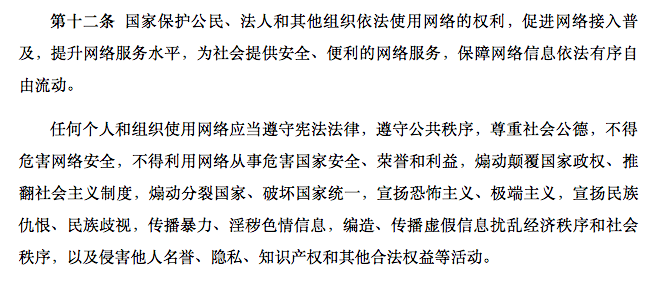 第十二条 国家保护公民、法人和其他组织依法使用网络的权利，促进网络接入普
及，提升网络服务水平，为社会提供安全、便利的网络服务，保障网络信息依法有序自
由流动。
任何个人和组织使用网络应当遵守宪法法律，遵守公共秩序，尊重社会公德，不得
危害网络安全，不得利用网络从事危害国家安全、荣誉和利益，煽动颠覆国家政权、推
翻社会主义制度，煽动分裂国家、破坏国家统一，宣扬恐怖主义、极端主义，宣扬民族
仇恨、民族歧视，传播暴力、淫秽色情信息，编造、传播虚假信息扰乱经济秩序和社会
秩序，以及侵害他人名誉、隐私、知识产权和其他合法权益等活动。